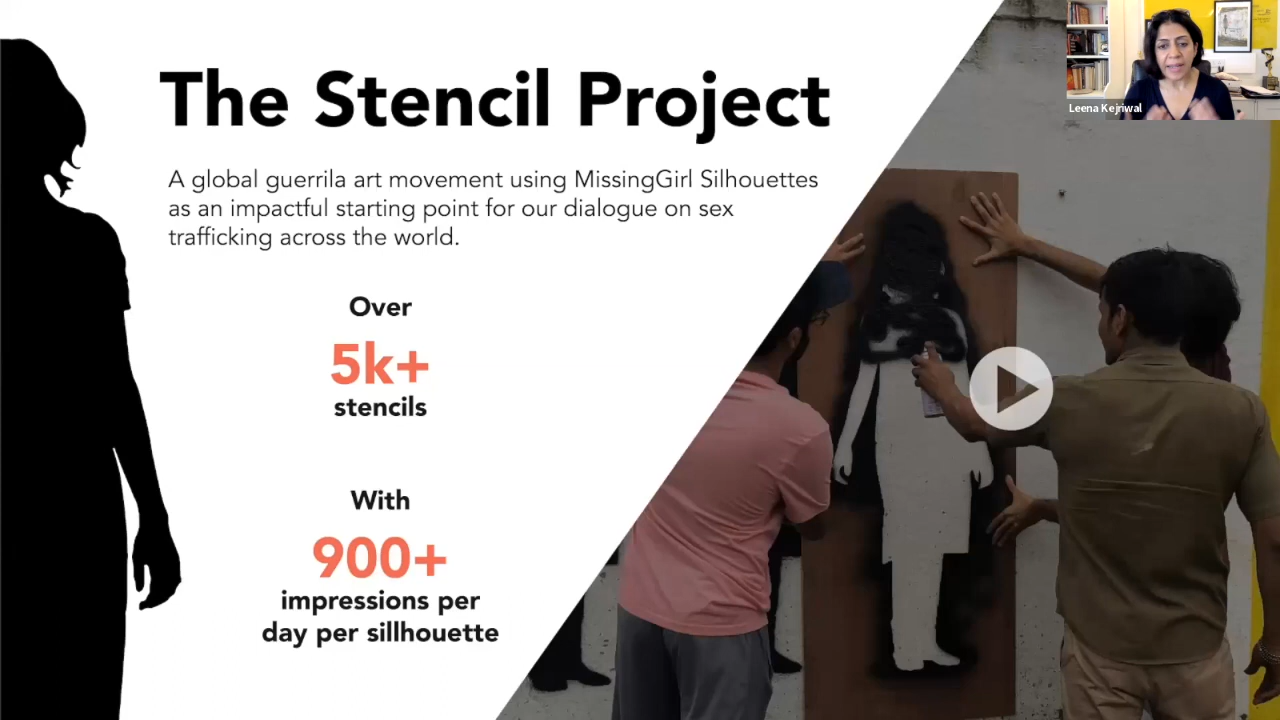 The Stencil Project
A global guerrila art movement using MissingGirl Silhouettes
as an impactful starting point for our dialogue on sex
trafficking across the world.
Over
5k+
stencils
With
900+
impressions per
day per sillhouette
Leena Kejriwal